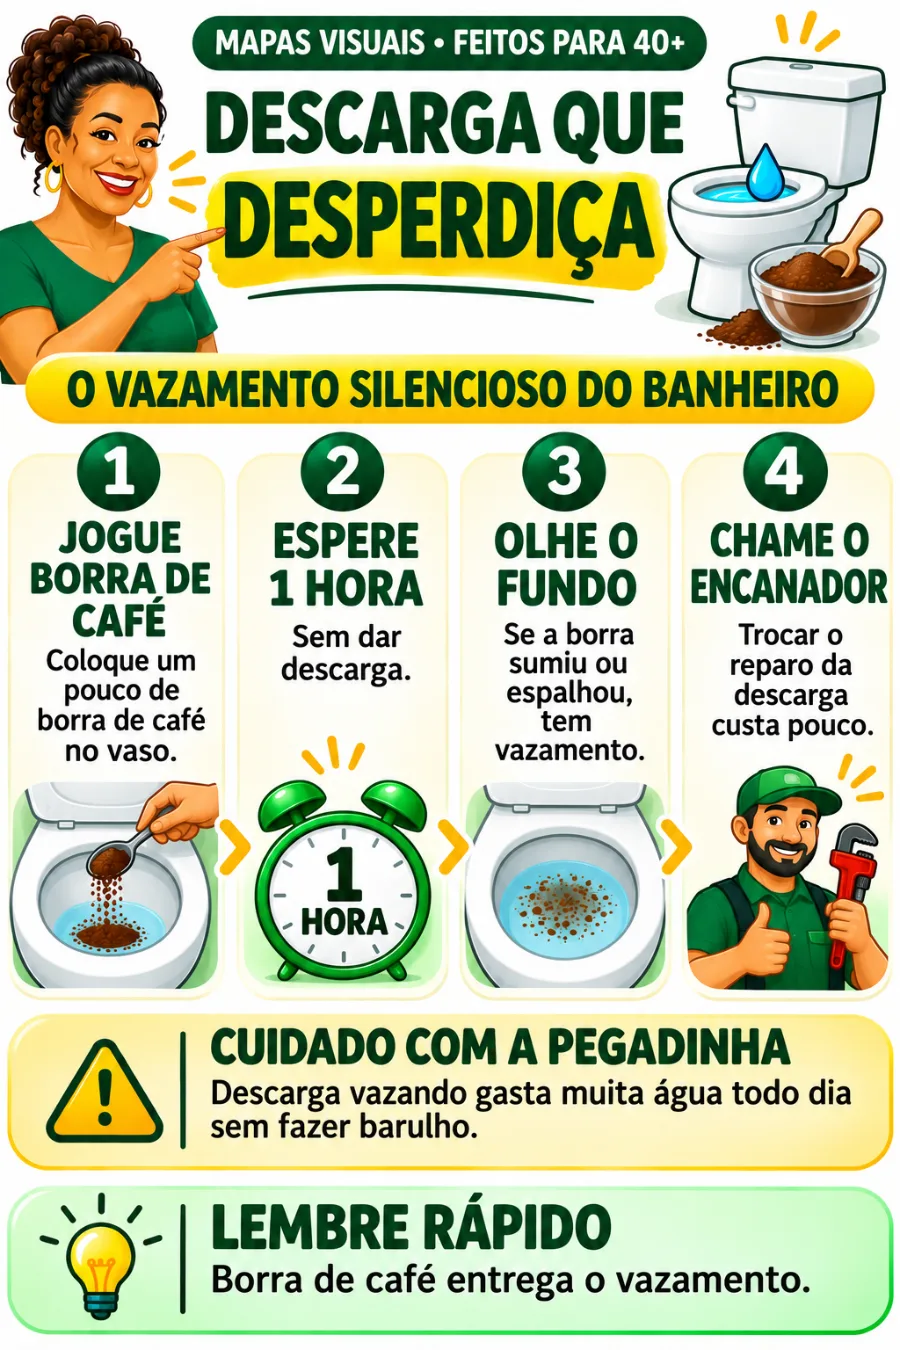 MAPAS VISUAIS • FEITOS PARA 40+
DESCARGA QUE
DESPERDIÇA
O VAZAMENTO SILENCIOSO DO BANHEIRO
1
JOGUE
BORRA DE
CAFÉ
Coloque um
pouco de
borra de café
no vaso.
2
ESPERE
1 HORA
Sem dar
descarga.
1
HORA
3
OLHE O
FUNDO
Se a borra
sumiu ou
espalhou,
tem
vazamento.
4
CHAME O
ENCANADOR
Trocar o
reparo da
descarga
custa pouco.
CUIDADO COM A PEGADINHA
Descarga vazando gasta muita água todo dia
sem fazer barulho.
LEMBRE RÁPIDO
Borra de café entrega o vazamento.